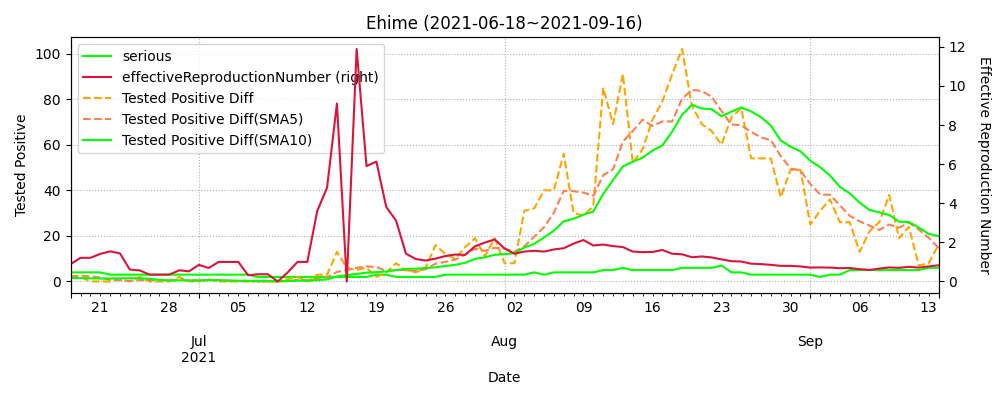 Ehime (2021-06-18~2021-09-16)
serious
effectiveReproductionNumber (right)
Tested Positive Diff
Tested Positive Diff(SMA5)
Tested Positive Diff(SMA10)
Tested Positive
100
80
60
40
20
0
12
10
8
6
4
2
0
Effective Reproduction Number
21 28 05 12 19 26 02 09 16 23 30 06 13
Jul Aug Sep
2021
Date